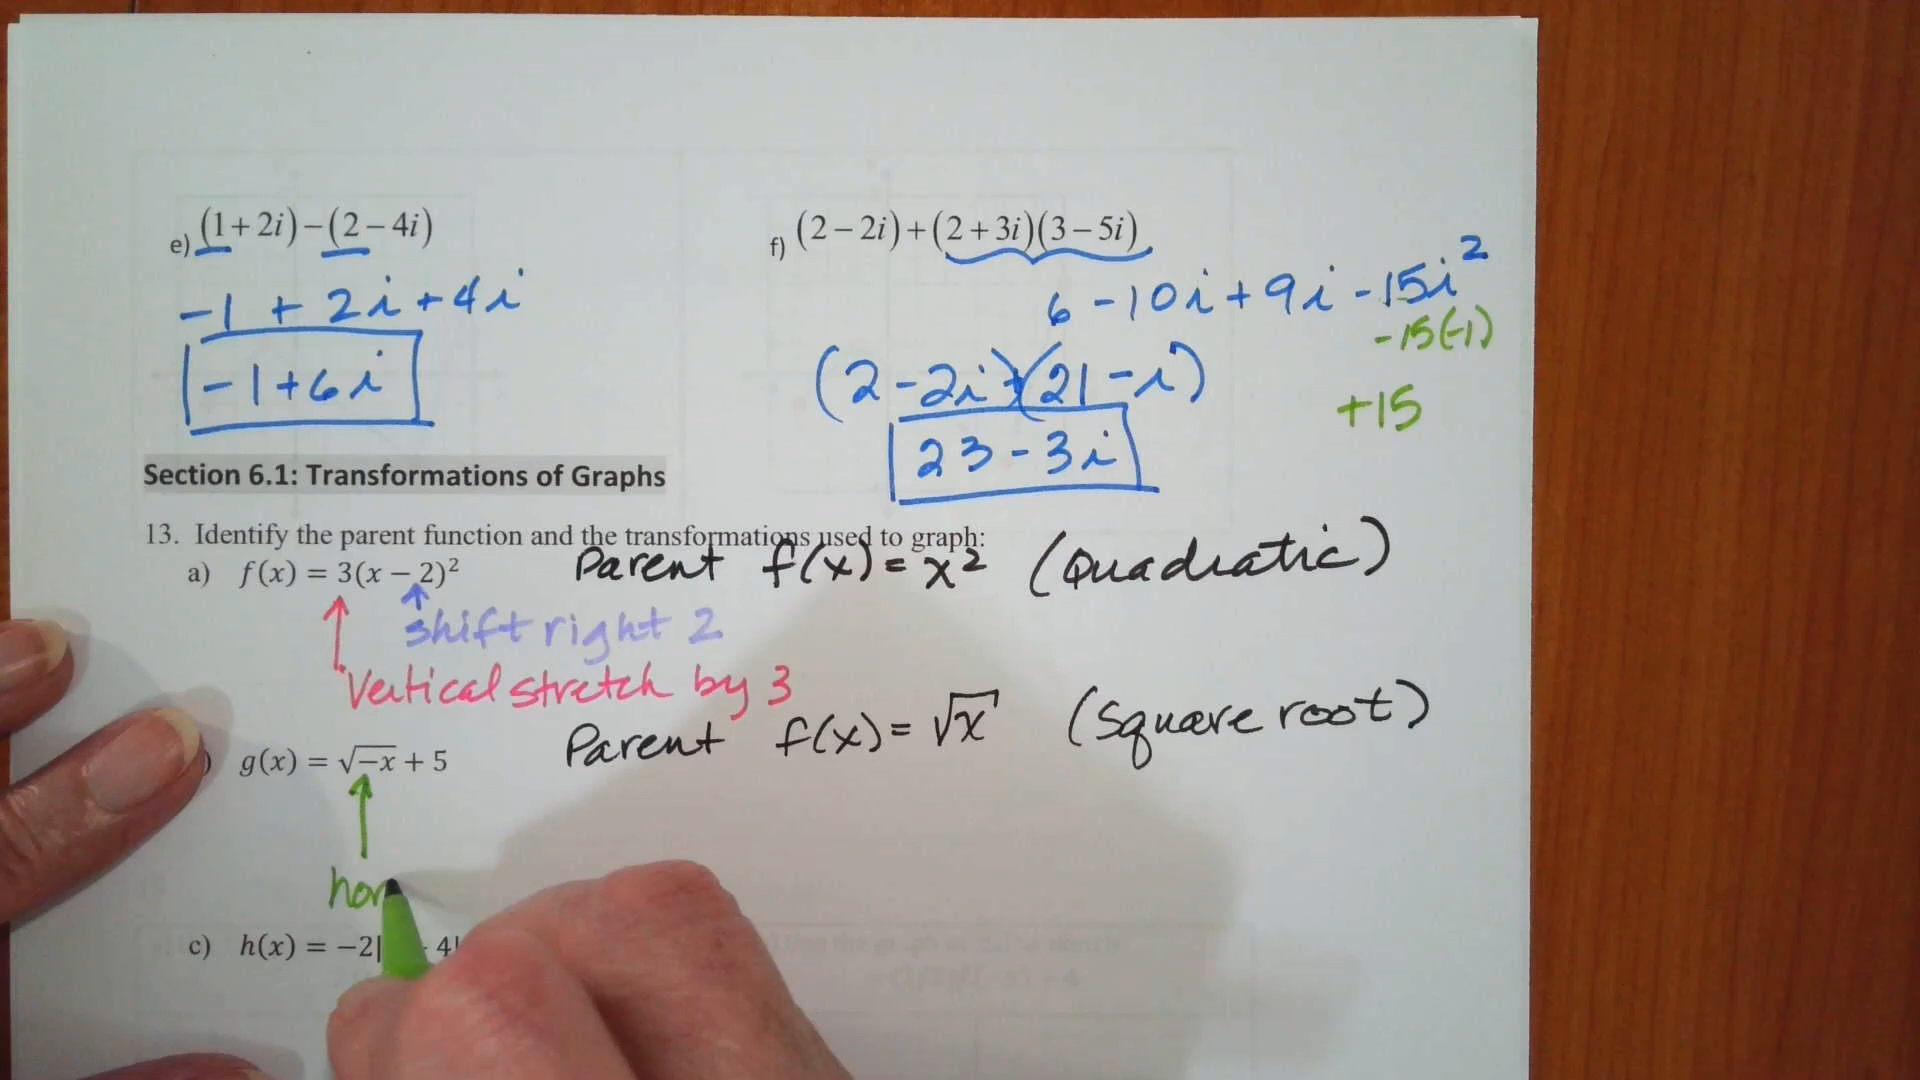 e) (1+2i)−(2−4i)
-1 + 2i+4i
-1+6i
f) (2−2i)+(2+3i)(3−5i)
6 -10i+9i -15i²
-15(-1)
+15
(2-2i)+(21-i)
23-3i
Section 6.1: Transformations of Graphs
13. Identify the parent function and the transformations used to graph:
a) f(x) = 3(x − 2)²
Parent f(x)= x² (Quadratic)
shift right 2
Vertical stretch by 3
g(x) = √−x + 5
Parent f(x)= √x (Square root)
hor
c) h(x) = −2|